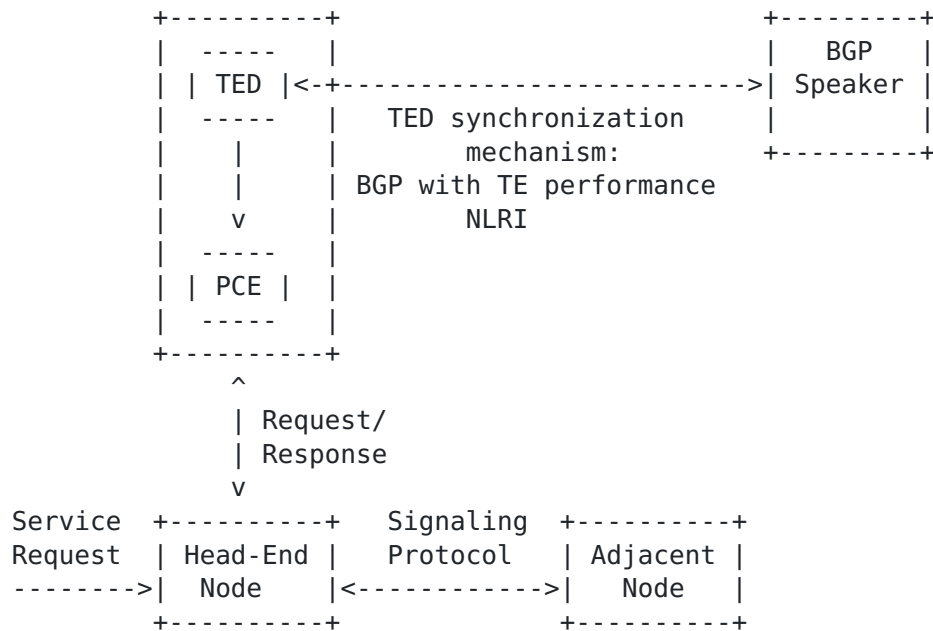 BGP
TED Speaker
TED synchronization
mechanism:
BGP with TE performance
NLRI
PCE
Request/
Response
Service Signaling
Request Head-End Protocol Adjacent
Node Node